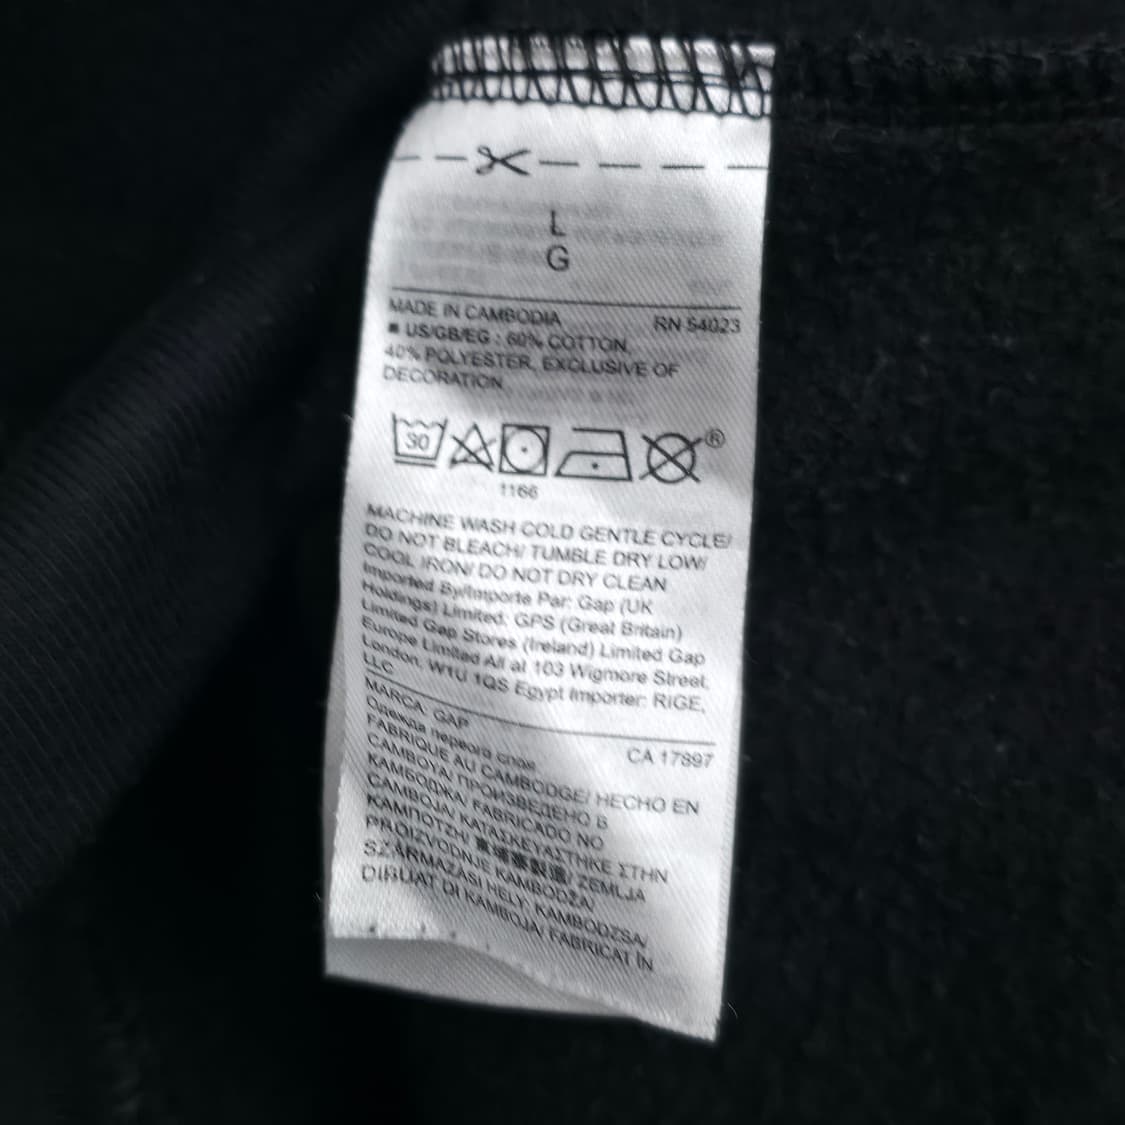 L
G
MADE IN CAMBODIA RN 54023
■ US/GB/EG : 60% COTTON,
40% POLYESTER, EXCLUSIVE OF
DECORATION
30
®
1166
MACHINE WASH COLD GENTLE CYCLE/
DO NOT BLEACH/ TUMBLE DRY LOW/
COOL IRON/ DO NOT DRY CLEAN
Imported By/Importe Par: Gap (UK
Holdings) Limited; GPS (Great Britain)
Limited Gap Stores (Ireland) Limited Gap
Europe Limited All at 103 Wigmore Street,
London, W1U 1QS Egypt Importer: RIGE,
LLC
MARCA: GAP CA 17897
Одежда первого слоя
FABRIQUE AU CAMBODGE/ HECHO EN
CAMBOYA/ ПРОИЗВЕДЕНО В
КАМБОДЖА/ FABRICADO NO
CAMBOJA/ ΚΑΤΑΣΚΕΥΑΣΤΗΚΕ ΣΤΗΝ
ΚΑΜΠΟΤΖΗ/ 柬埔寨製造/ ZEMLJA
PROIZVODNJE KAMBODŽA/
SZÁRMAZÁSI HELY: KAMBODZSA/
DIBUAT DI KAMBOJA/ FABRICAT ÎN